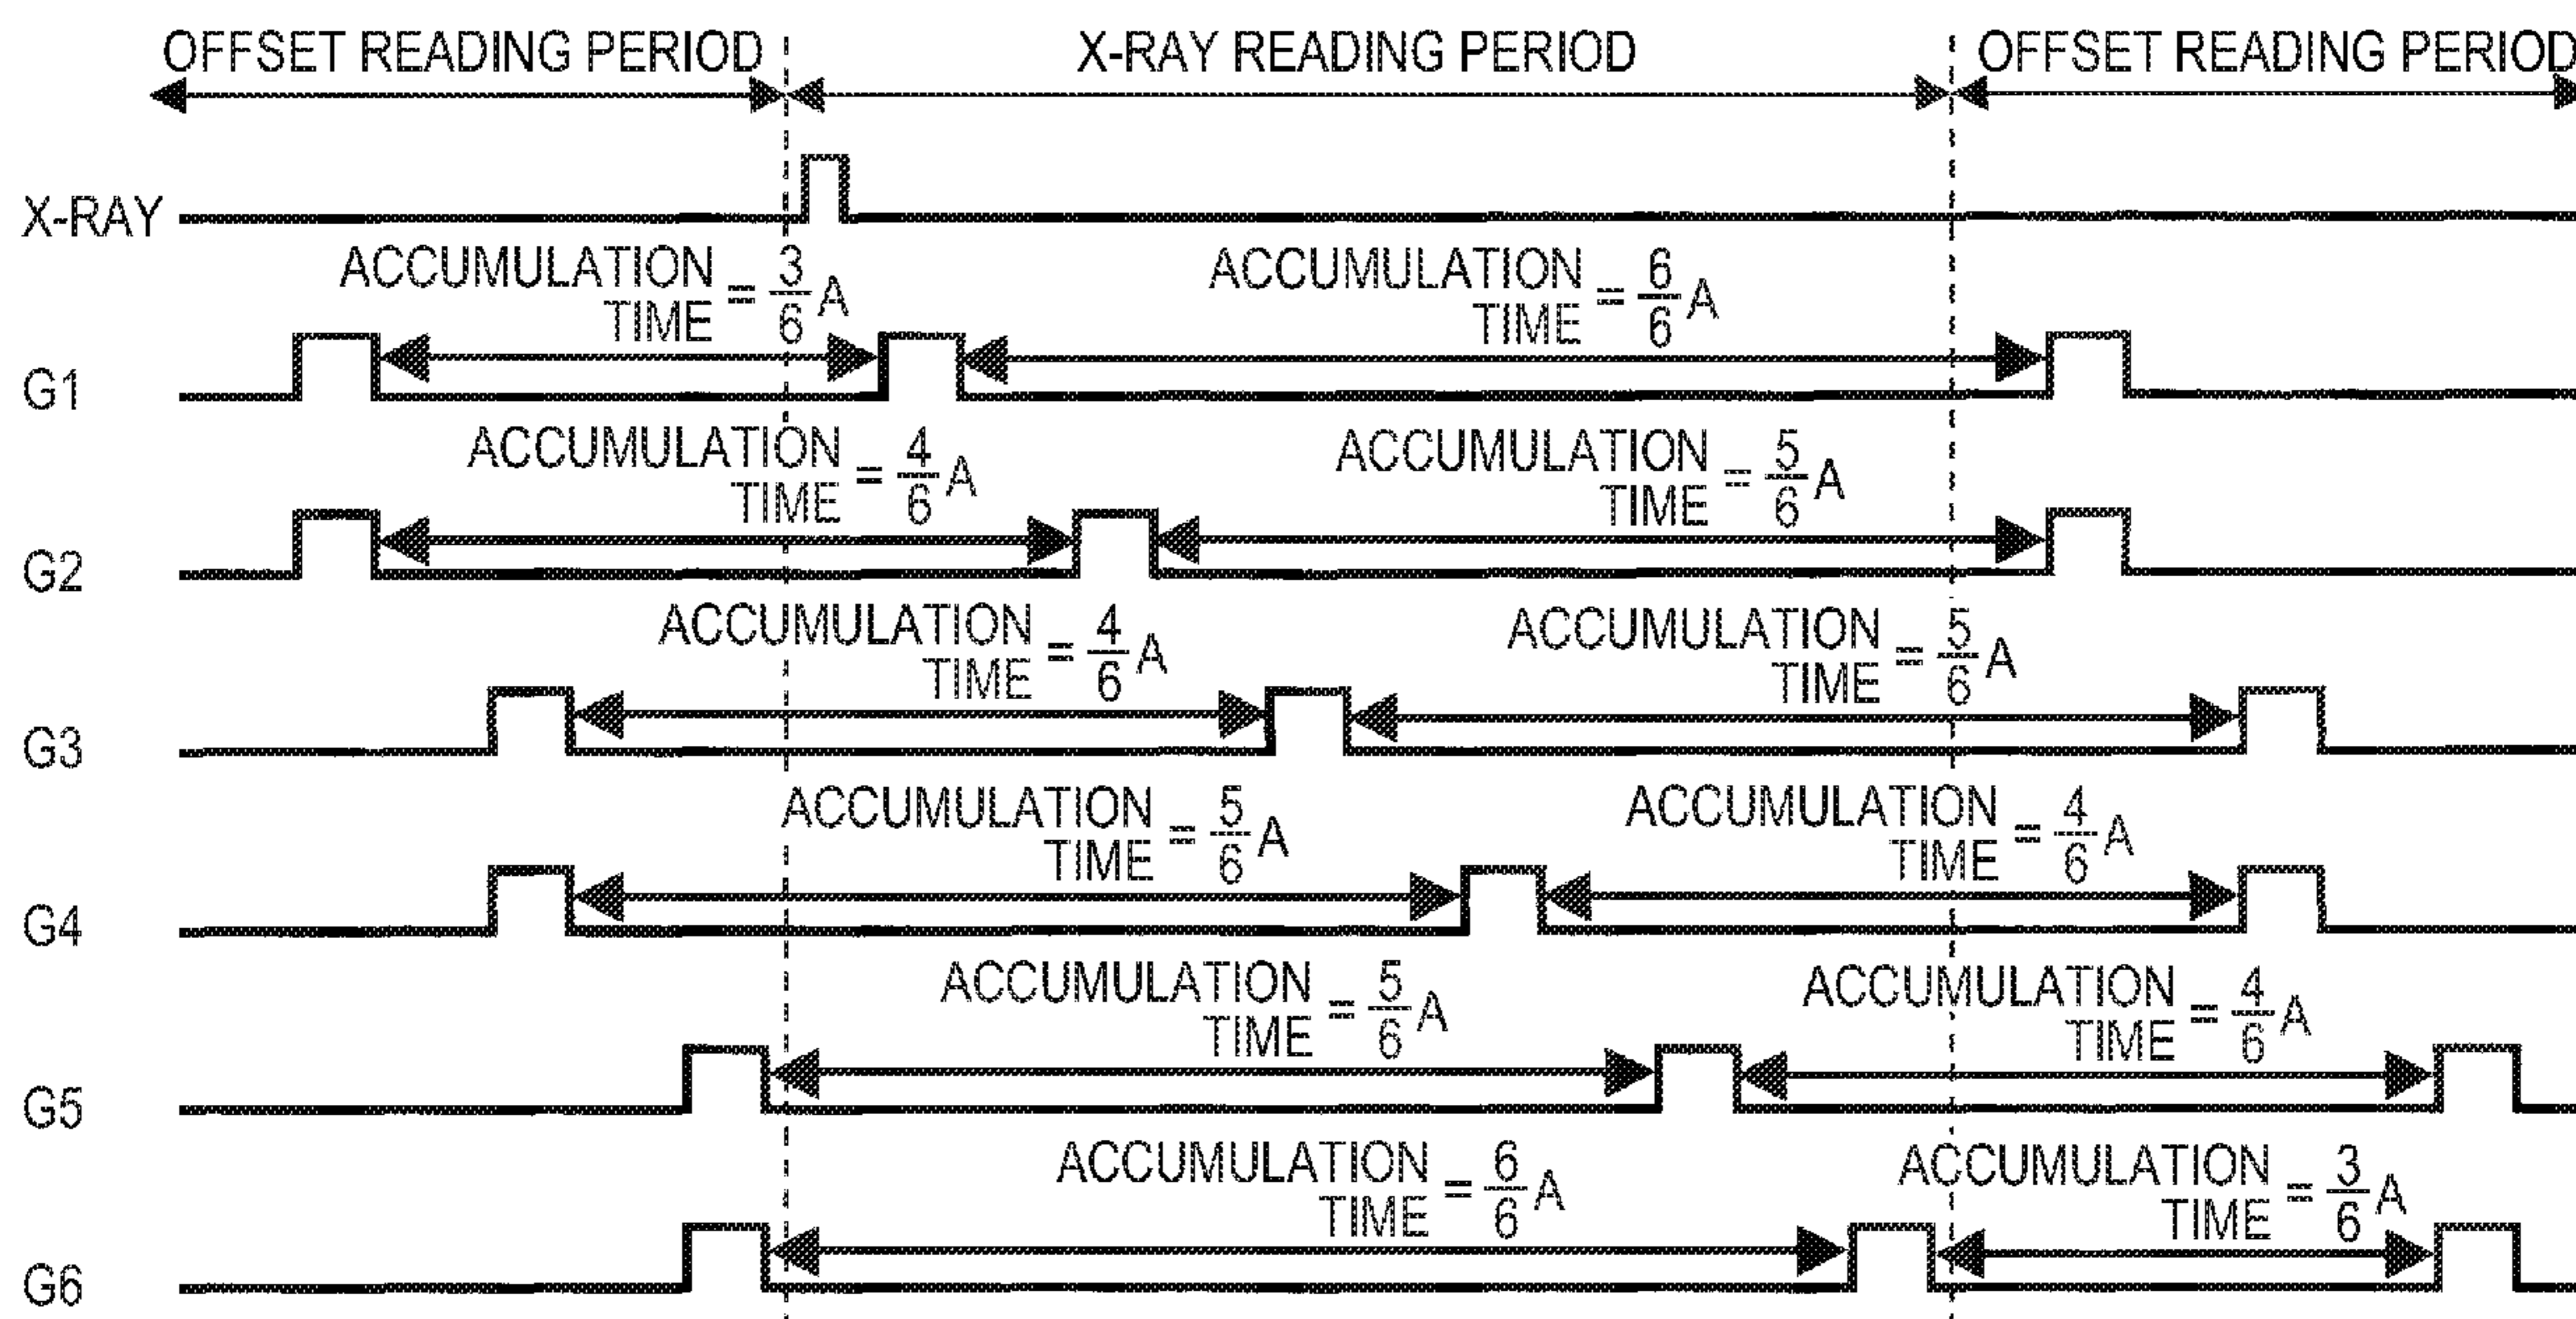 OFFSET READING PERIOD X-RAY READING PERIOD OFFSET READING PERIOD
X-RAY
ACCUMULATION TIME = 3/6 A ACCUMULATION TIME = 6/6 A
G1
ACCUMULATION TIME = 4/6 A ACCUMULATION TIME = 5/6 A
G2
ACCUMULATION TIME = 4/6 A ACCUMULATION TIME = 5/6 A
G3
ACCUMULATION TIME = 5/6 A ACCUMULATION TIME = 4/6 A
G4
ACCUMULATION TIME = 5/6 A ACCUMULATION TIME = 4/6 A
G5
ACCUMULATION TIME = 6/6 A ACCUMULATION TIME = 3/6 A
G6